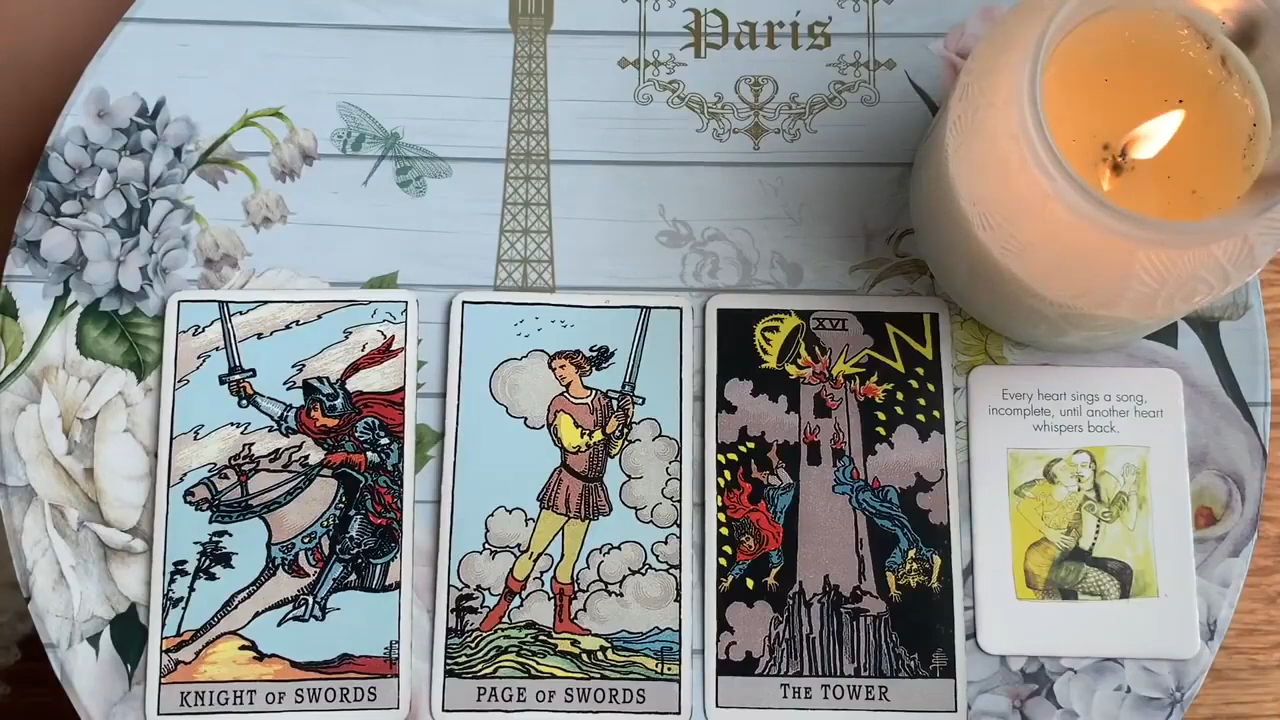 Paris
XVI
Every heart sings a song,
incomplete, until another heart
whispers back.
KNIGHT OF SWORDS
PAGE OF SWORDS
THE TOWER